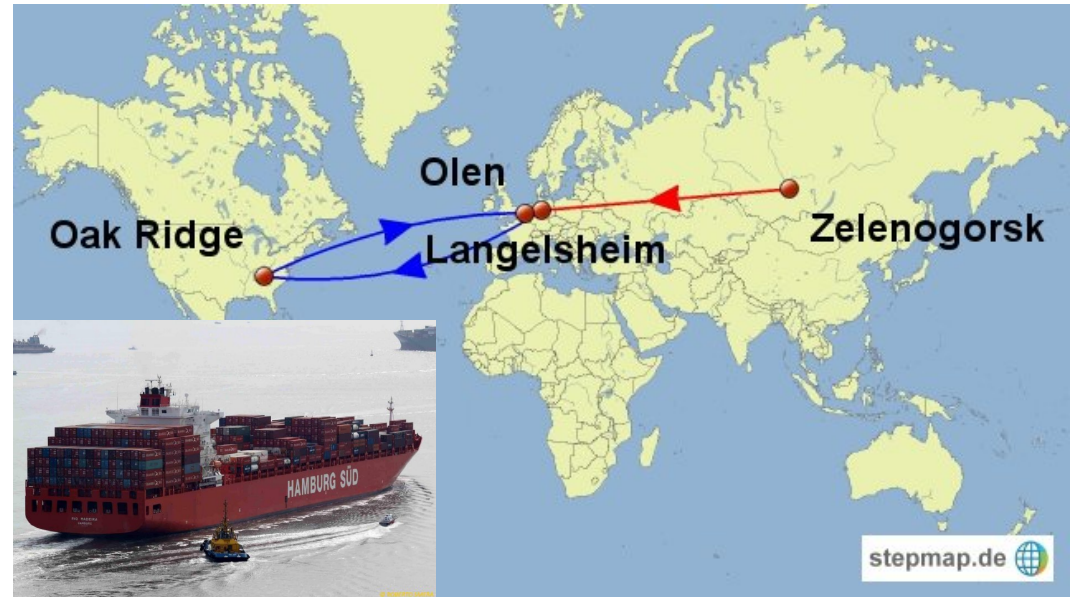 Olen
Oak Ridge
Langelsheim
Zelenogorsk
HAMBURG SÜD
stepmap.de